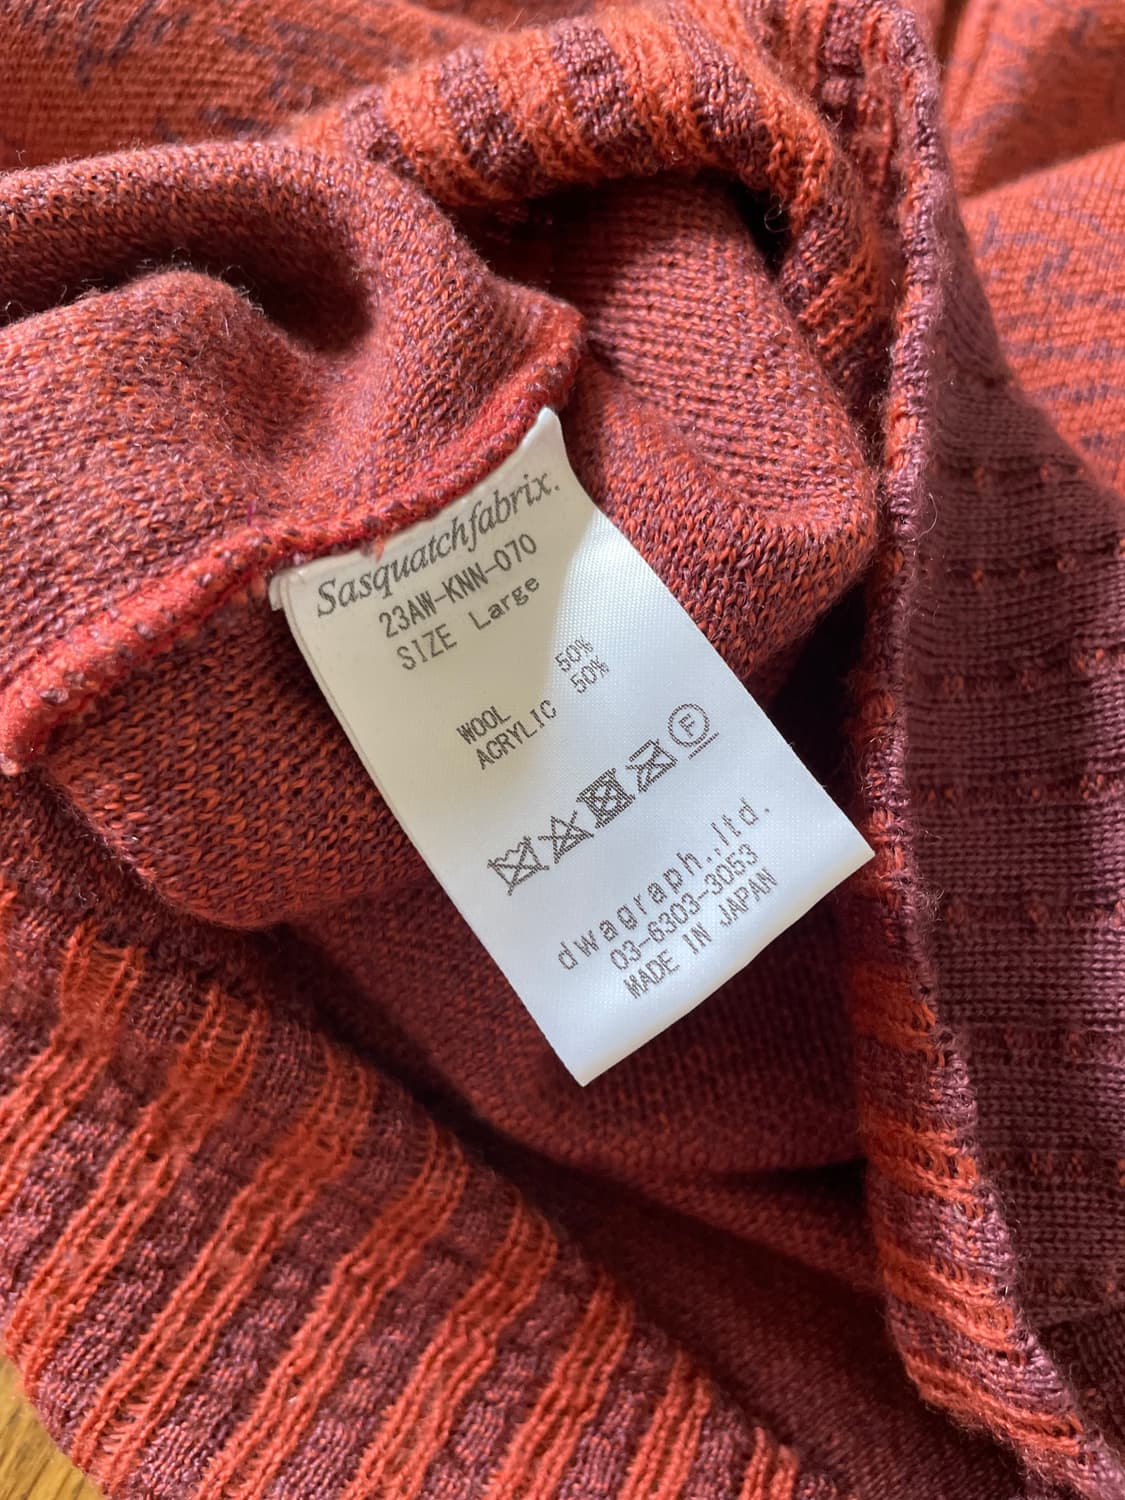 Sasquatchfabrix.
23AW-KNN-070
SIZE Large
WOOL 50%
ACRYLIC 50%
F
dwagraph.,ltd.
03-6303-3053
MADE IN JAPAN